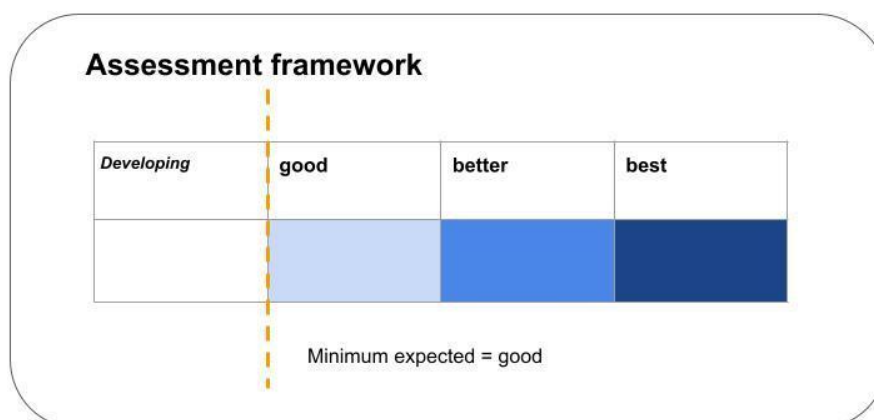 Assessment framework
Developing
good
better
best
Minimum expected = good